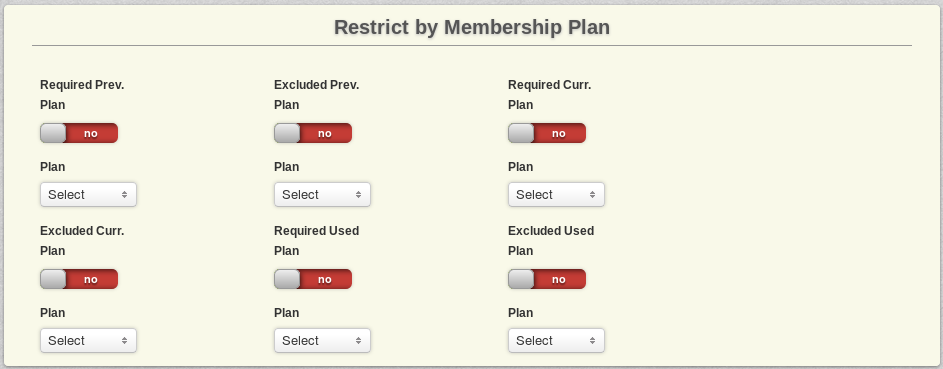 Restrict by Membership Plan
Required Prev. Plan
no
Plan
Select
Excluded Prev. Plan
no
Plan
Select
Required Curr. Plan
no
Plan
Select
Excluded Curr. Plan
no
Plan
Select
Required Used Plan
no
Plan
Select
Excluded Used Plan
no
Plan
Select